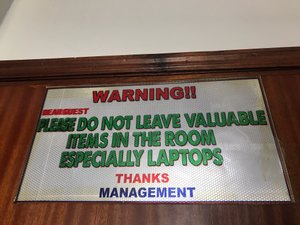 WARNING!!
DEAR GUEST
PLEASE DO NOT LEAVE VALUABLE
ITEMS IN THE ROOM
ESPECIALLY LAPTOPS
THANKS
MANAGEMENT